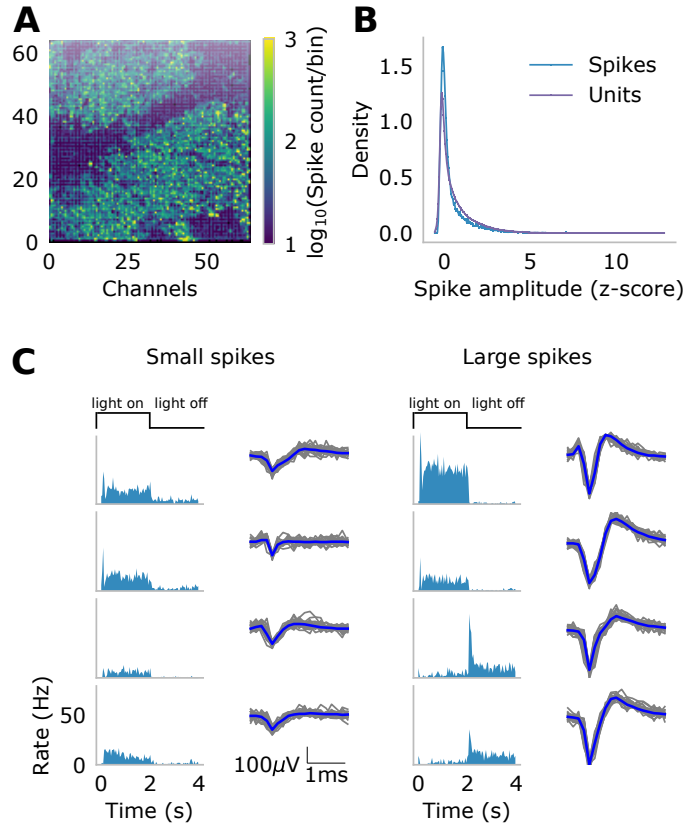 A
60
40
20
0
0
25
50
Channels
3
2
1
log10(Spike count/bin)
B
1.5
1.0
0.5
0.0
Density
Spikes
Units
0
5
10
Spike amplitude (z-score)
C
Small spikes
Large spikes
light on light off
light on light off
50
0
Rate (Hz)
0 2 4
Time (s)
100μV
1ms
0 2 4
Time (s)